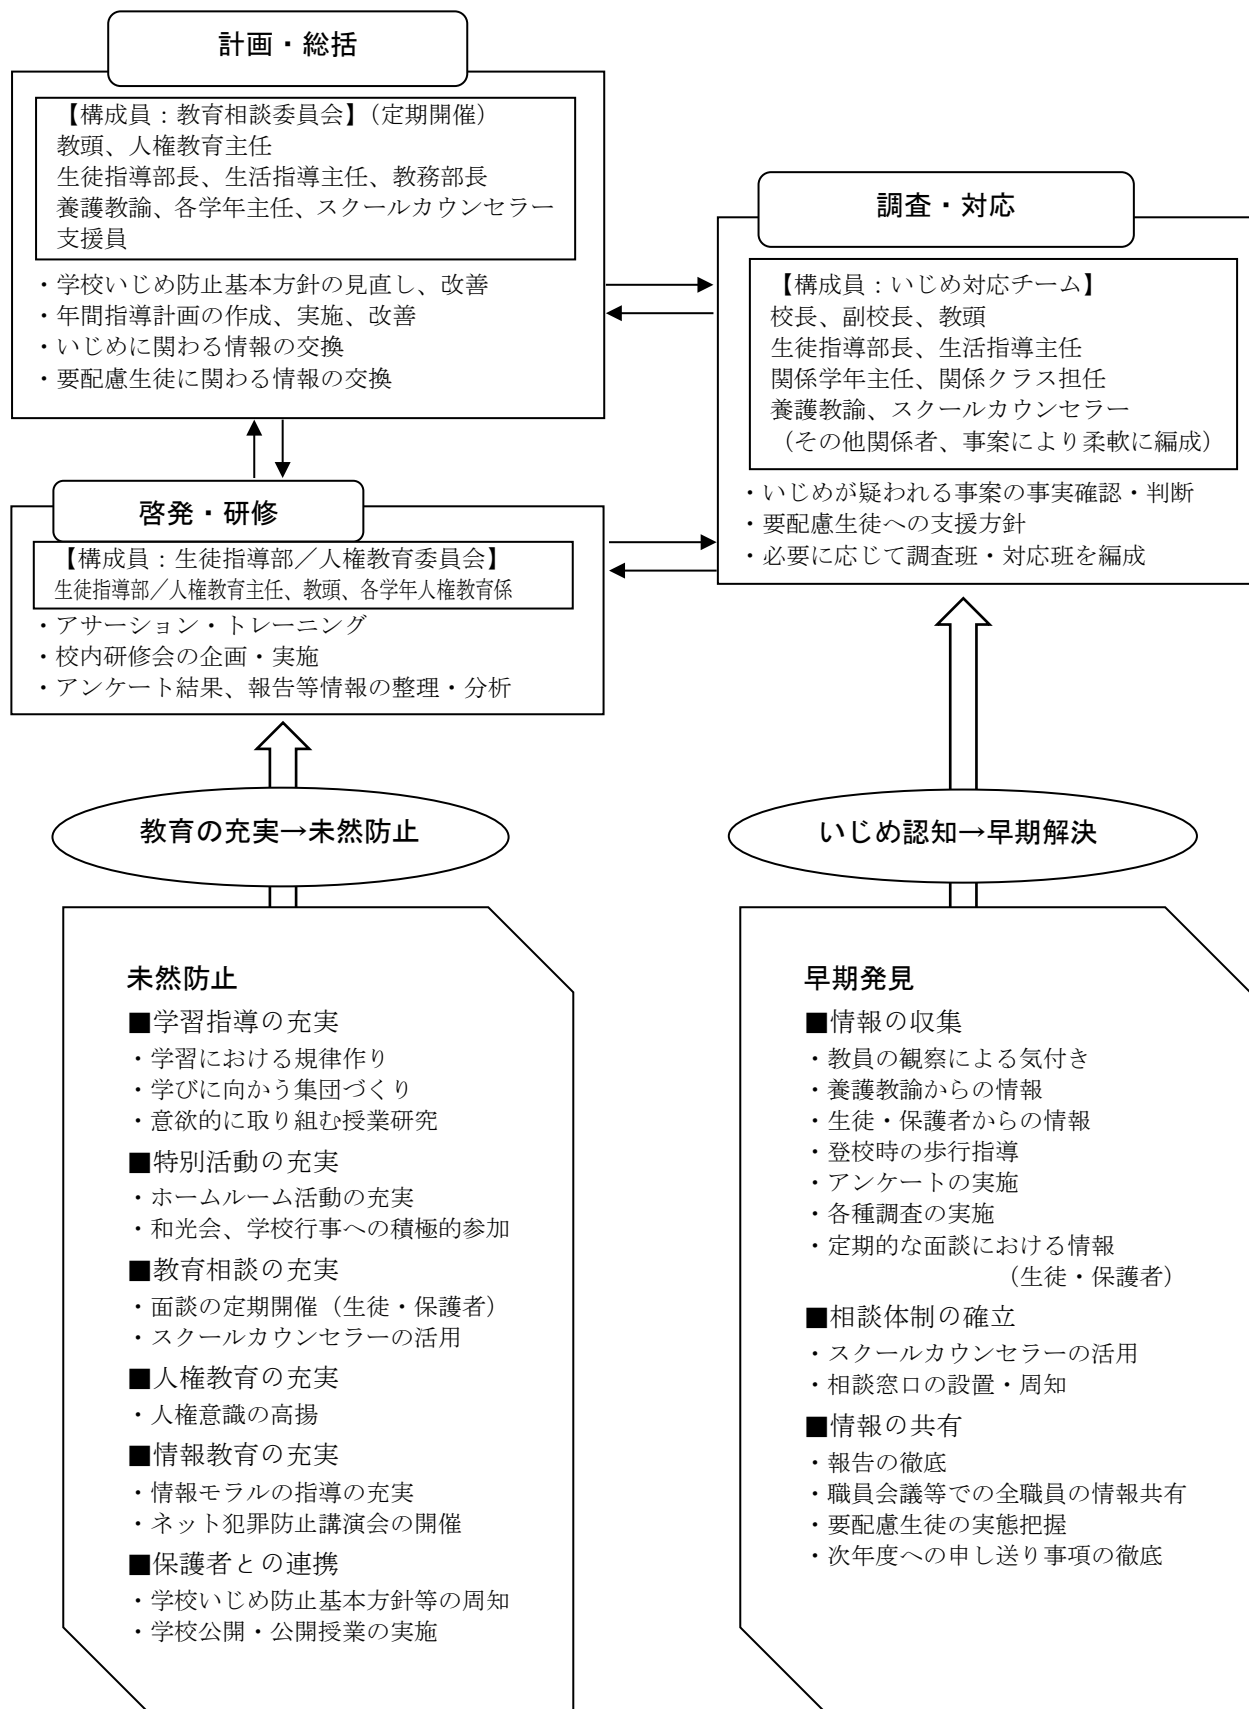 計画・総括
【構成員：教育相談委員会】（定期開催）
教頭、人権教育主任
生徒指導部長、生活指導主任、教務部長
養護教諭、各学年主任、スクールカウンセラー
支援員
・学校いじめ防止基本方針の見直し、改善
・年間指導計画の作成、実施、改善
・いじめに関わる情報の交換
・要配慮生徒に関わる情報の交換
調査・対応
【構成員：いじめ対応チーム】
校長、副校長、教頭
生徒指導部長、生活指導主任
関係学年主任、関係クラス担任
養護教諭、スクールカウンセラー
（その他関係者、事案により柔軟に編成）
・いじめが疑われる事案の事実確認・判断
・要配慮生徒への支援方針
・必要に応じて調査班・対応班を編成
啓発・研修
【構成員：生徒指導部／人権教育委員会】
生徒指導部／人権教育主任、教頭、各学年人権教育係
・アサーション・トレーニング
・校内研修会の企画・実施
・アンケート結果、報告等情報の整理・分析
教育の充実→未然防止
いじめ認知→早期解決
未然防止
■学習指導の充実
・学習における規律作り
・学びに向かう集団づくり
・意欲的に取り組む授業研究
■特別活動の充実
・ホームルーム活動の充実
・和光会、学校行事への積極的参加
■教育相談の充実
・面談の定期開催（生徒・保護者）
・スクールカウンセラーの活用
■人権教育の充実
・人権意識の高揚
■情報教育の充実
・情報モラルの指導の充実
・ネット犯罪防止講演会の開催
■保護者との連携
・学校いじめ防止基本方針等の周知
・学校公開・公開授業の実施
早期発見
■情報の収集
・教員の観察による気付き
・養護教諭からの情報
・生徒・保護者からの情報
・登校時の歩行指導
・アンケートの実施
・各種調査の実施
・定期的な面談における情報
（生徒・保護者）
■相談体制の確立
・スクールカウンセラーの活用
・相談窓口の設置・周知
■情報の共有
・報告の徹底
・職員会議等での全職員の情報共有
・要配慮生徒の実態把握
・次年度への申し送り事項の徹底